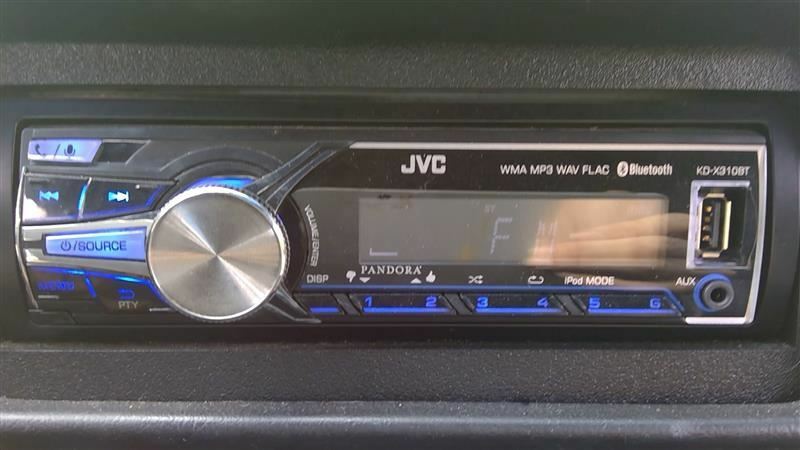 JVC
WMA MP3 WAV FLAC Bluetooth KD-X310BT
VOLUME/ENTER
ST
⏻/SOURCE
DISP PANDORA iPod MODE AUX
1 2 3 4 5 6
PTY